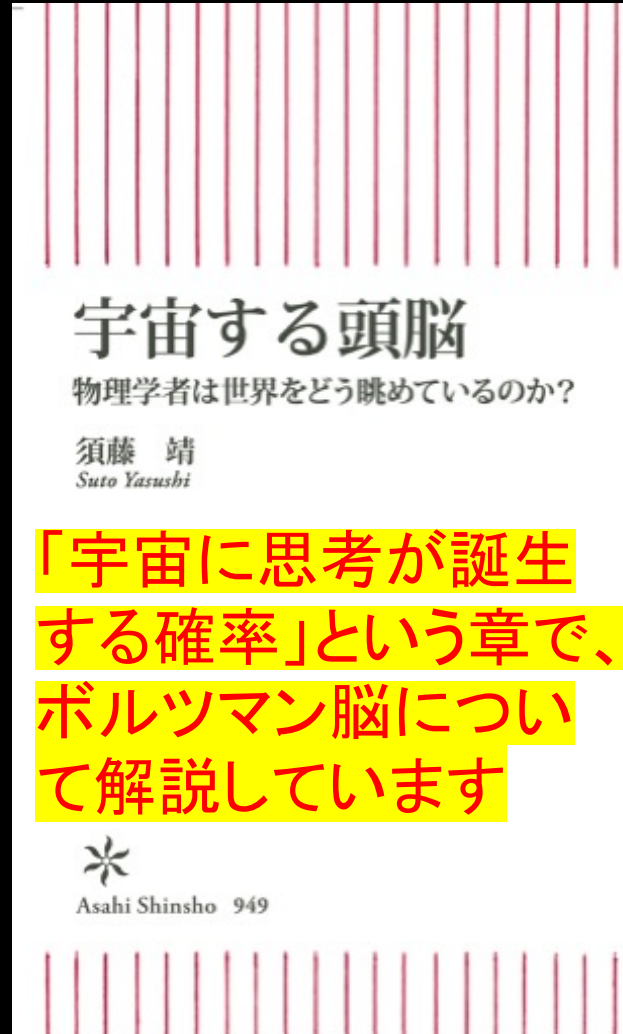 宇宙する頭脳
物理学者は世界をどう眺めているのか?
須藤 靖
Suto Yasushi
「宇宙に思考が誕生
する確率」という章で、
ボルツマン脳につい
て解説しています
Asahi Shinsho 949